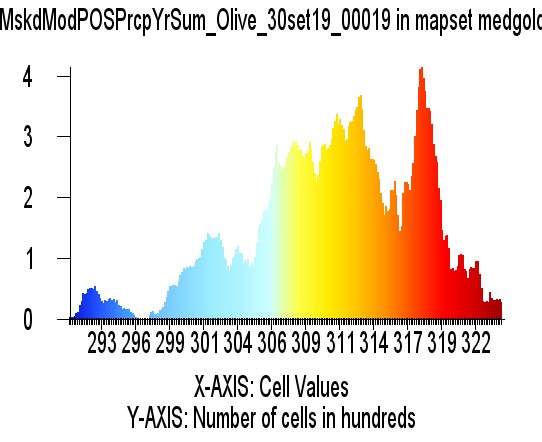 MskdModPOSPrcpYrSum_Olive_30set19_00019 in mapset medgold
4
3
2
1
0
293 296 299 301 304 306 309 311 314 317 319 322
X-AXIS: Cell Values
Y-AXIS: Number of cells in hundreds